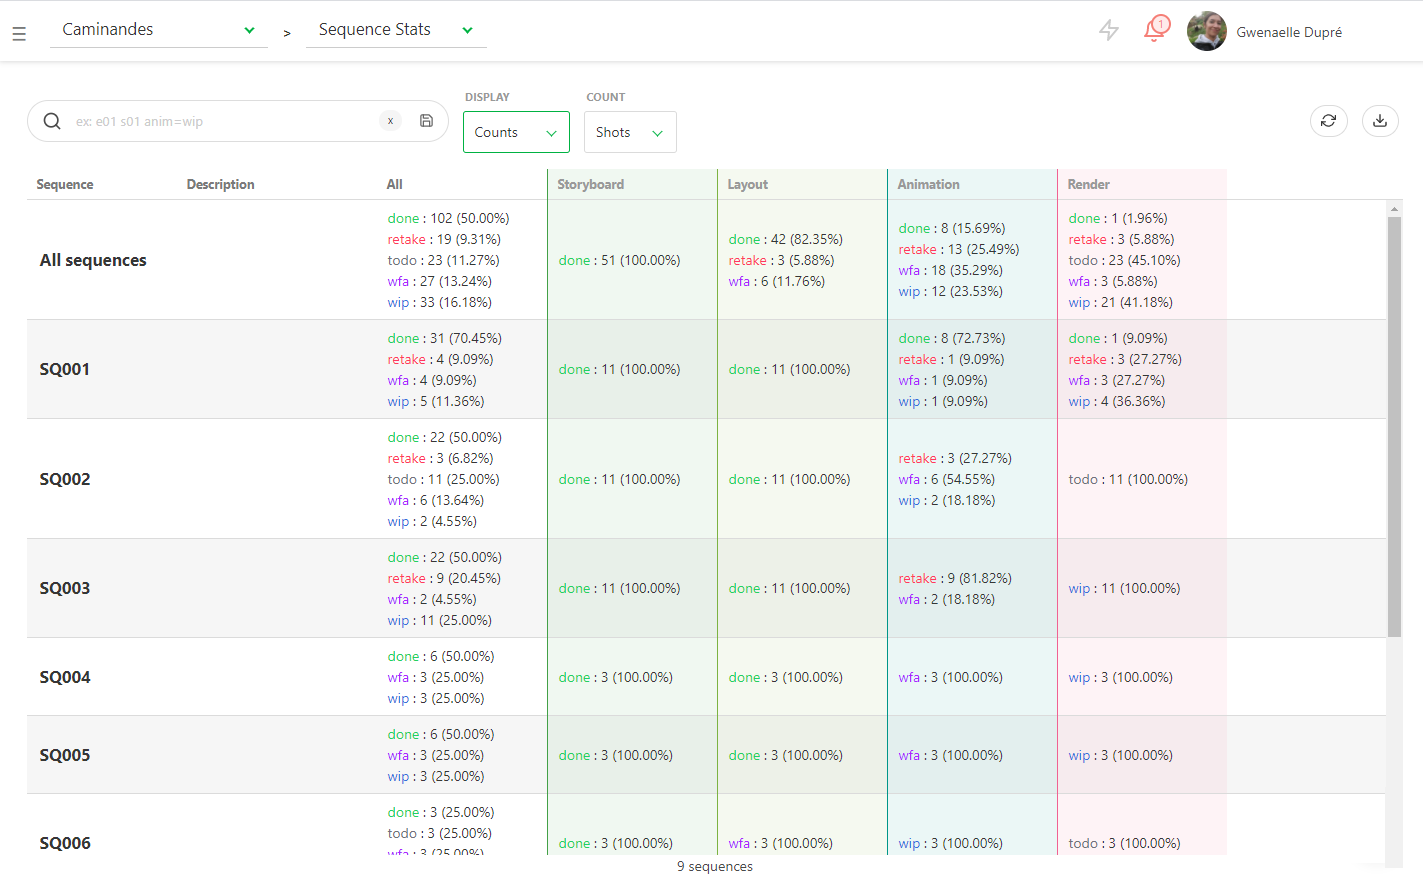 Caminandes > Sequence Stats 1 Gwenaelle Dupré
DISPLAY COUNT
ex: e01 s01 anim=wip x Counts Shots
Sequence Description All Storyboard Layout Animation Render
All sequences
done : 102 (50.00%)
retake : 19 (9.31%)
todo : 23 (11.27%)
wfa : 27 (13.24%)
wip : 33 (16.18%)
done : 51 (100.00%)
done : 42 (82.35%)
retake : 3 (5.88%)
wfa : 6 (11.76%)
done : 8 (15.69%)
retake : 13 (25.49%)
wfa : 18 (35.29%)
wip : 12 (23.53%)
done : 1 (1.96%)
retake : 3 (5.88%)
todo : 23 (45.10%)
wfa : 3 (5.88%)
wip : 21 (41.18%)
SQ001
done : 31 (70.45%)
retake : 4 (9.09%)
wfa : 4 (9.09%)
wip : 5 (11.36%)
done : 11 (100.00%)
done : 11 (100.00%)
done : 8 (72.73%)
retake : 1 (9.09%)
wfa : 1 (9.09%)
wip : 1 (9.09%)
done : 1 (9.09%)
retake : 3 (27.27%)
wfa : 3 (27.27%)
wip : 4 (36.36%)
SQ002
done : 22 (50.00%)
retake : 3 (6.82%)
todo : 11 (25.00%)
wfa : 6 (13.64%)
wip : 2 (4.55%)
done : 11 (100.00%)
done : 11 (100.00%)
retake : 3 (27.27%)
wfa : 6 (54.55%)
wip : 2 (18.18%)
todo : 11 (100.00%)
SQ003
done : 22 (50.00%)
retake : 9 (20.45%)
wfa : 2 (4.55%)
wip : 11 (25.00%)
done : 11 (100.00%)
done : 11 (100.00%)
retake : 9 (81.82%)
wfa : 2 (18.18%)
wip : 11 (100.00%)
SQ004
done : 6 (50.00%)
wfa : 3 (25.00%)
wip : 3 (25.00%)
done : 3 (100.00%)
done : 3 (100.00%)
wfa : 3 (100.00%)
wip : 3 (100.00%)
SQ005
done : 6 (50.00%)
wfa : 3 (25.00%)
wip : 3 (25.00%)
done : 3 (100.00%)
done : 3 (100.00%)
wfa : 3 (100.00%)
wip : 3 (100.00%)
SQ006
done : 3 (25.00%)
todo : 3 (25.00%)
wfa : 3 (25.00%)
done : 3 (100.00%)
wfa : 3 (100.00%)
wip : 3 (100.00%)
todo : 3 (100.00%)
9 sequences